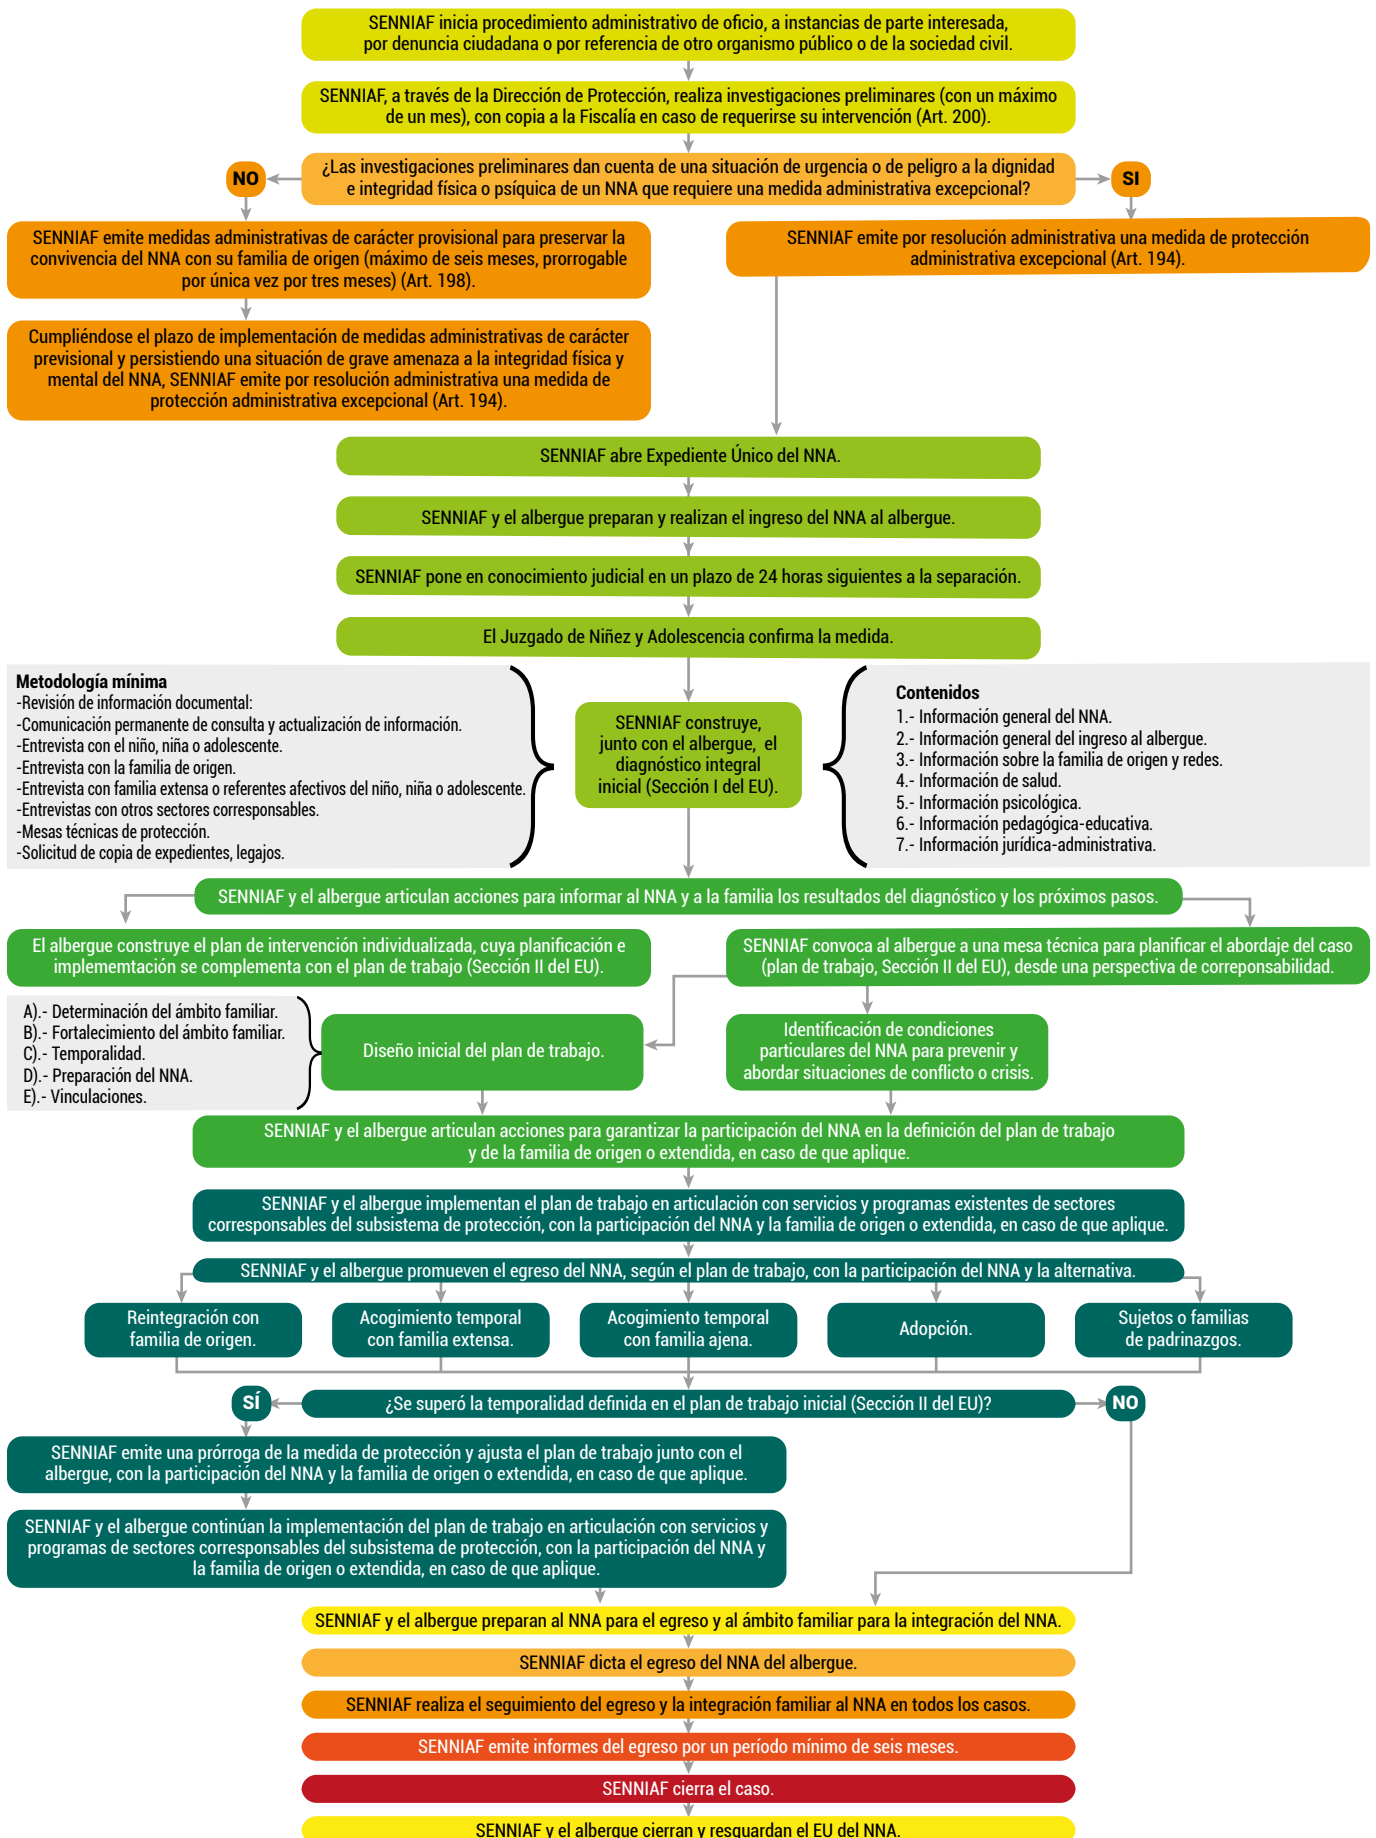 SENNIAF inicia procedimiento administrativo de oficio, a instancias de parte interesada,
por denuncia ciudadana o por referencia de otro organismo público o de la sociedad civil.
SENNIAF, a través de la Dirección de Protección, realiza investigaciones preliminares (con un máximo
de un mes), con copia a la Fiscalía en caso de requerirse su intervención (Art. 200).
NO
¿Las investigaciones preliminares dan cuenta de una situación de urgencia o de peligro a la dignidad
e integridad física o psíquica de un NNA que requiere una medida administrativa excepcional?
SI
SENNIAF emite medidas administrativas de carácter provisional para preservar la
convivencia del NNA con su familia de origen (máximo de seis meses, prorrogable
por única vez por tres meses) (Art. 198).
SENNIAF emite por resolución administrativa una medida de protección
administrativa excepcional (Art. 194).
Cumpliéndose el plazo de implementación de medidas administrativas de carácter
previsional y persistiendo una situación de grave amenaza a la integridad física y
mental del NNA, SENNIAF emite por resolución administrativa una medida de
protección administrativa excepcional (Art. 194).
SENNIAF abre Expediente Único del NNA.
SENNIAF y el albergue preparan y realizan el ingreso del NNA al albergue.
SENNIAF pone en conocimiento judicial en un plazo de 24 horas siguientes a la separación.
El Juzgado de Niñez y Adolescencia confirma la medida.
Metodología mínima
-Revisión de información documental:
-Comunicación permanente de consulta y actualización de información.
-Entrevista con el niño, niña o adolescente.
-Entrevista con la familia de origen.
-Entrevista con familia extensa o referentes afectivos del niño, niña o adolescente.
-Entrevistas con otros sectores corresponsables.
-Mesas técnicas de protección.
-Solicitud de copia de expedientes, legajos.
SENNIAF construye,
junto con el albergue, el
diagnóstico integral
inicial (Sección I del EU).
Contenidos
1.- Información general del NNA.
2.- Información general del ingreso al albergue.
3.- Información sobre la familia de origen y redes.
4.- Información de salud.
5.- Información psicológica.
6.- Información pedagógica-educativa.
7.- Información jurídica-administrativa.
SENNIAF y el albergue articulan acciones para informar al NNA y a la familia los resultados del diagnóstico y los próximos pasos.
El albergue construye el plan de intervención individualizada, cuya planificación e
implememtación se complementa con el plan de trabajo (Sección II del EU).
SENNIAF convoca al albergue a una mesa técnica para planificar el abordaje del caso
(plan de trabajo, Sección II del EU), desde una perspectiva de correponsabilidad.
A).- Determinación del ámbito familiar.
B).- Fortalecimiento del ámbito familiar.
C).- Temporalidad.
D).- Preparación del NNA.
E).- Vinculaciones.
Diseño inicial del plan de trabajo.
Identificación de condiciones
particulares del NNA para prevenir y
abordar situaciones de conflicto o crisis.
SENNIAF y el albergue articulan acciones para garantizar la participación del NNA en la definición del plan de trabajo
y de la familia de origen o extendida, en caso de que aplique.
SENNIAF y el albergue implementan el plan de trabajo en articulación con servicios y programas existentes de sectores
corresponsables del subsistema de protección, con la participación del NNA y la familia de origen o extendida, en caso de que aplique.
SENNIAF y el albergue promueven el egreso del NNA, según el plan de trabajo, con la participación del NNA y la alternativa.
Reintegración con
familia de origen.
Acogimiento temporal
con familia extensa.
Acogimiento temporal
con familia ajena.
Adopción.
Sujetos o familias
de padrinazgos.
SÍ
¿Se superó la temporalidad definida en el plan de trabajo inicial (Sección II del EU)?
NO
SENNIAF emite una prórroga de la medida de protección y ajusta el plan de trabajo junto con el
albergue, con la participación del NNA y la familia de origen o extendida, en caso de que aplique.
SENNIAF y el albergue continúan la implementación del plan de trabajo en articulación con servicios y
programas de sectores corresponsables del subsistema de protección, con la participación del NNA y
la familia de origen o extendida, en caso de que aplique.
SENNIAF y el albergue preparan al NNA para el egreso y al ámbito familiar para la integración del NNA.
SENNIAF dicta el egreso del NNA del albergue.
SENNIAF realiza el seguimiento del egreso y la integración familiar al NNA en todos los casos.
SENNIAF emite informes del egreso por un período mínimo de seis meses.
SENNIAF cierra el caso.
SENNIAF y el albergue cierran y resguardan el EU del NNA.